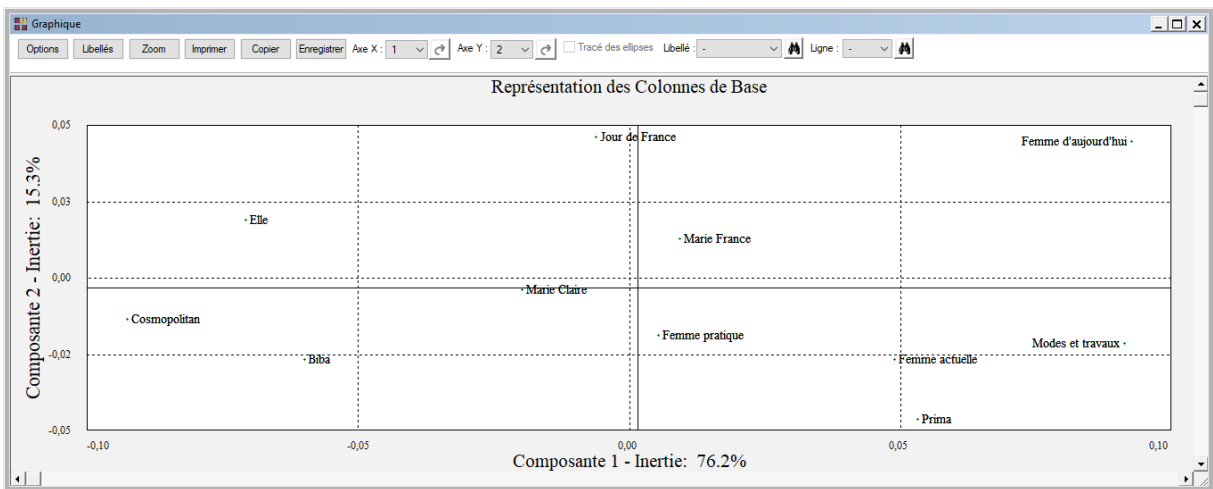 Graphique
Options Libellés Zoom Imprimer Copier Enregistrer Axe X : 1 Axe Y : 2 Tracé des ellipses Libellé : - Ligne : -
Représentation des Colonnes de Base
0,05
Jour de France
Femme d'aujourd'hui
0,03
Elle
Marie France
0,00
Marie Claire
Cosmopolitan
Femme pratique
Modes et travaux
-0,02
Biba
Femme actuelle
Prima
-0,05
Composante 2 - Inertie: 15.3%
-0,10 -0,05 0,00 0,05 0,10
Composante 1 - Inertie: 76.2%